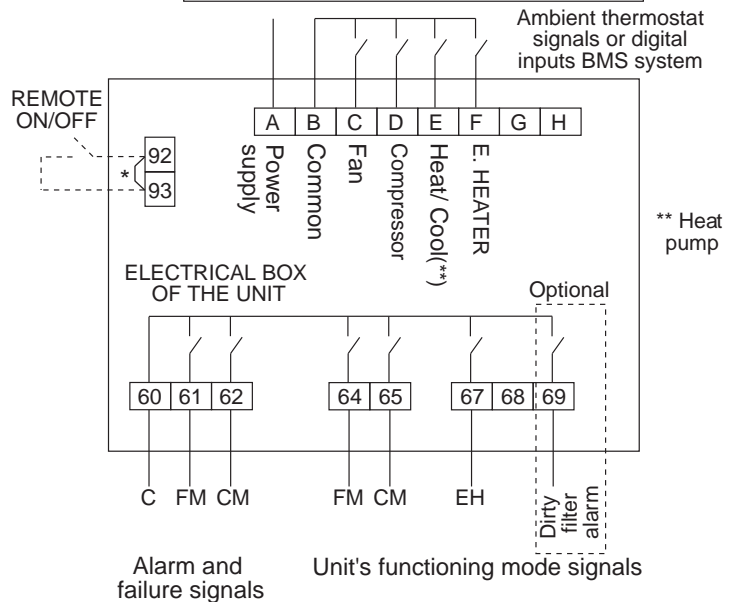 Ambient thermostat
signals or digital
inputs BMS system
REMOTE
ON/OFF
A B C D E F G H
92
93
*
Power
supply
Common
Fan
Compressor
Heat/ Cool(**)
E. HEATER
** Heat
pump
ELECTRICAL BOX
OF THE UNIT
Optional
60 61 62 64 65 67 68 69
C FM CM FM CM EH
Dirty
filter
alarm
Alarm and
failure signals
Unit's functioning mode signals